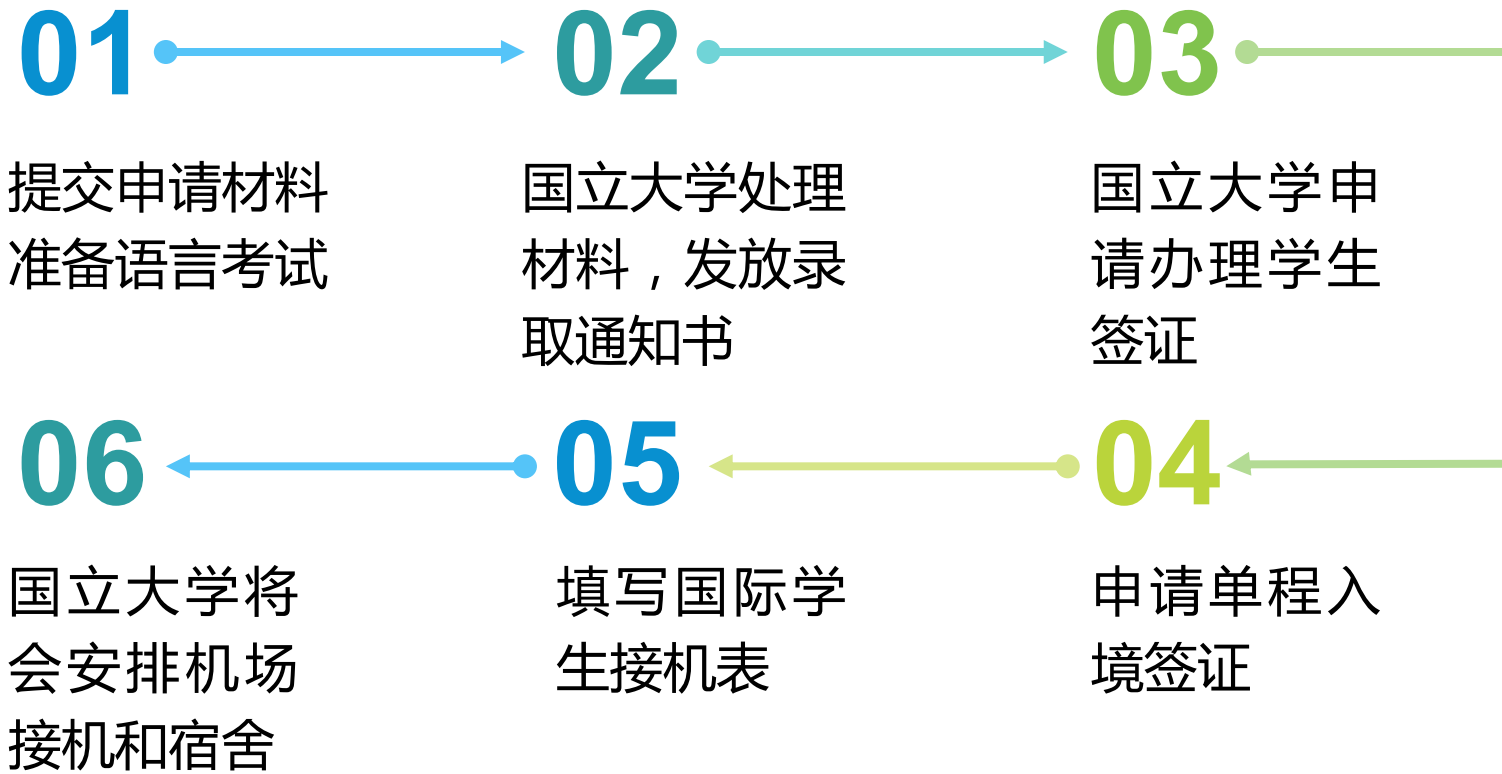 01
02
03
提交申请材料
准备语言考试
国立大学处理
材料，发放录
取通知书
国立大学申
请办理学生
签证
06
05
04
国立大学将
会安排机场
接机和宿舍
填写国际学
生接机表
申请单程入
境签证